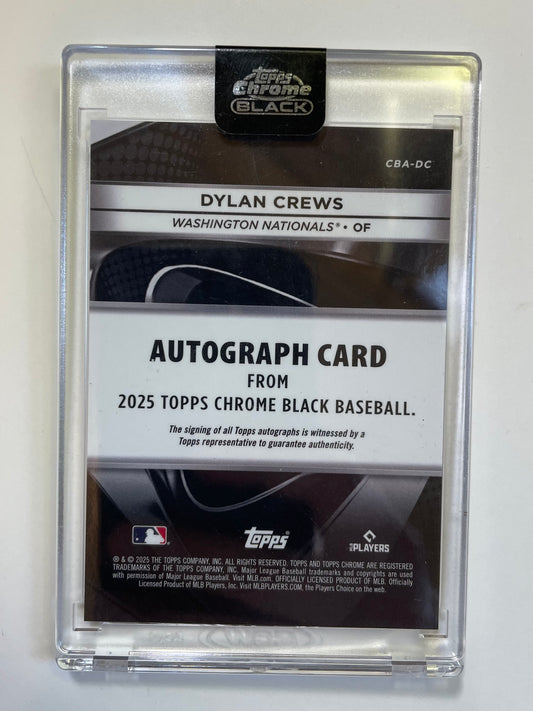 topps
Chrome
BLACK
CBA-DC
DYLAN CREWS
WASHINGTON NATIONALS® • OF
AUTOGRAPH CARD
FROM
2025 TOPPS CHROME BLACK BASEBALL.
The signing of all Topps autographs is witnessed by a
Topps representative to guarantee authenticity.
topps®
PLAYERS
® & © 2025 THE TOPPS COMPANY, INC. ALL RIGHTS RESERVED. TOPPS AND TOPPS CHROME ARE REGISTERED
TRADEMARKS OF THE TOPPS COMPANY, INC. Major League Baseball trademarks and copyrights are used
with permission of Major League Baseball. Visit MLB.com. OFFICIALLY LICENSED PRODUCT OF MLB. Officially
Licensed Product of MLB Players, Inc. Visit MLBPLAYERS.COM, the Players Choice on the web.